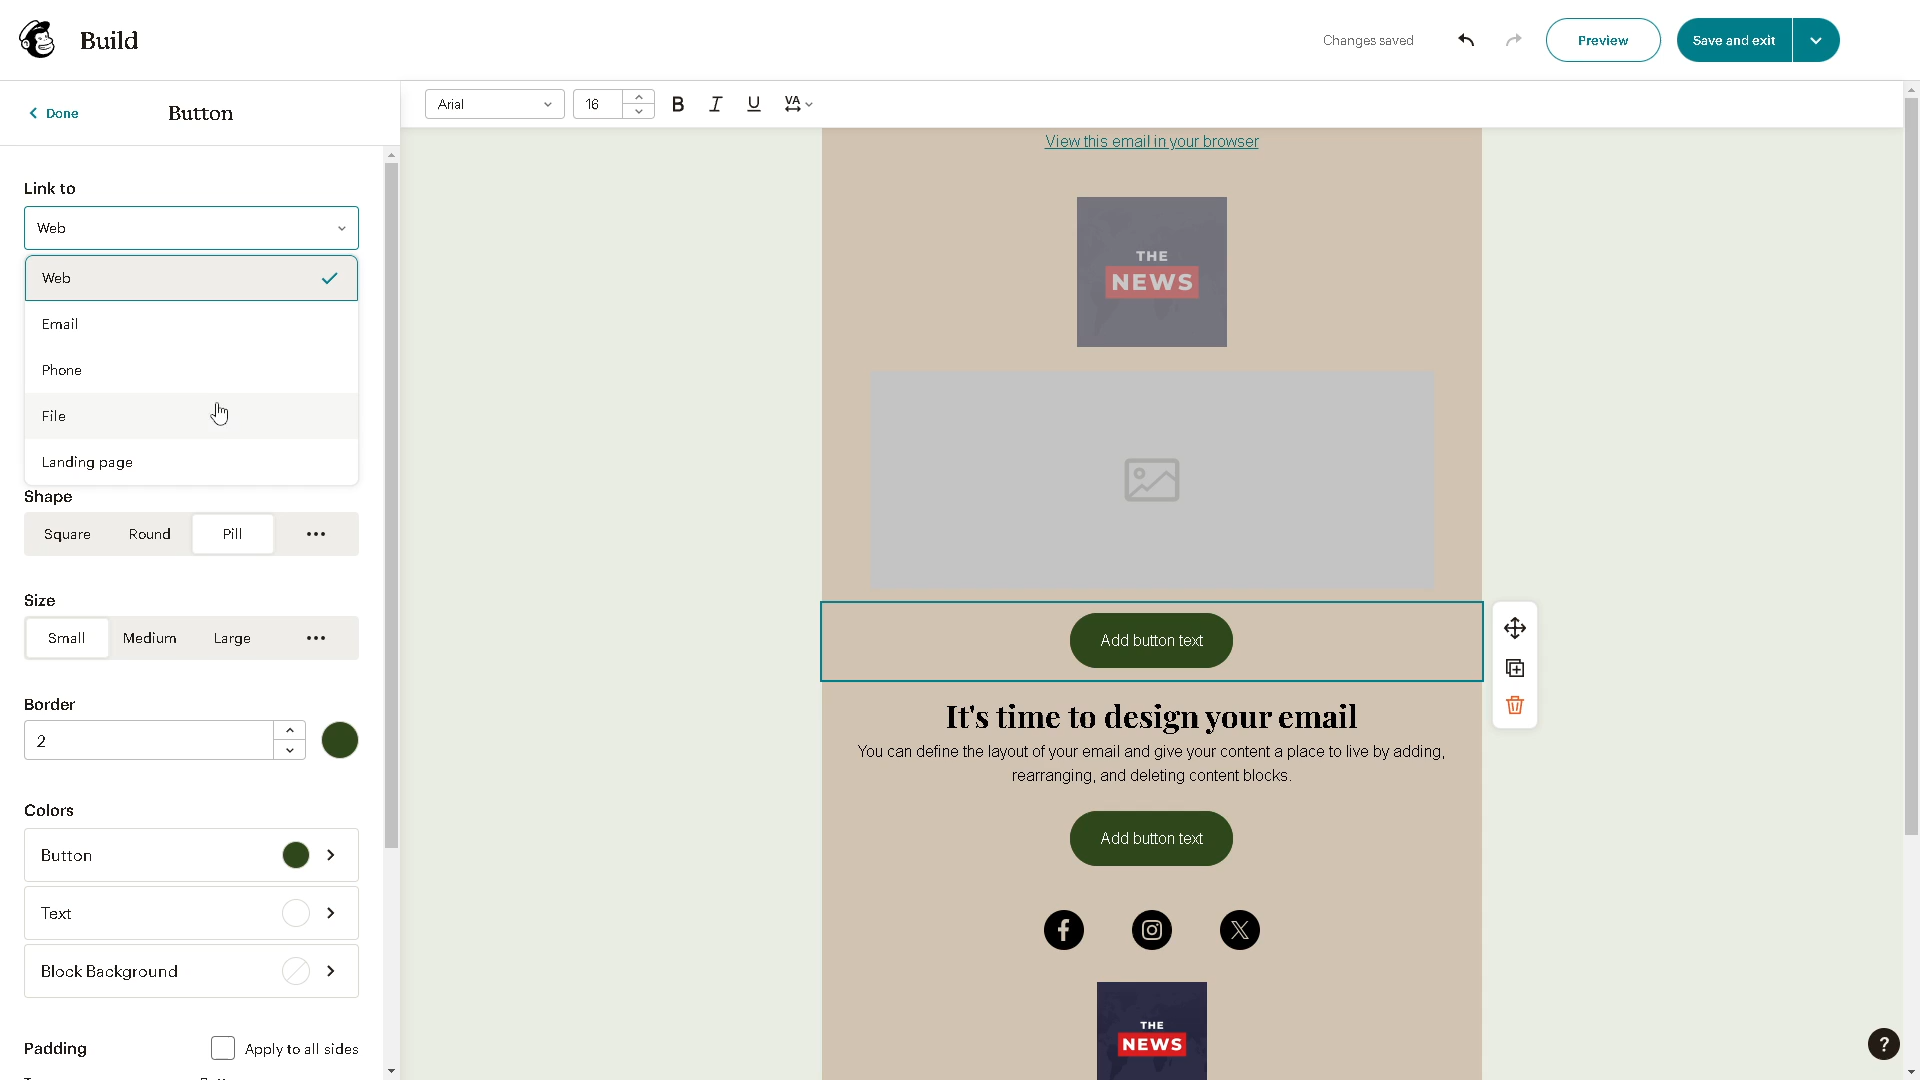 Build
Changes saved
Preview
Save and exit
Done
Button
Arial
16
B
I
U
VA
Link to
Web
Web
Email
Phone
File
Landing page
Shape
Square
Round
Pill
Size
Small
Medium
Large
Border
2
Colors
Button
Text
Block Background
Padding
Apply to all sides
View this email in your browser
THE
NEWS
Add button text
It's time to design your email
You can define the layout of your email and give your content a place to live by adding,
rearranging, and deleting content blocks.
Add button text
THE
NEWS
?